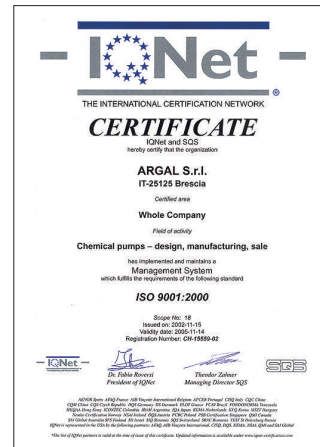 IQNet
®
THE INTERNATIONAL CERTIFICATION NETWORK
CERTIFICATE
IQNet and SQS
hereby certify that the organization
ARGAL S.r.l.
IT-25125 Brescia
Certified area
Whole Company
Field of activity
Chemical pumps – design, manufacturing, sale
has implemented and maintains a
Management System
which fulfills the requirements of the following standard
ISO 9001:2000
Scope No: 18
Issued on: 2002-11-15
Validity date: 2005-11-14
Registration Number: CH-15559-02
IQNet
SQS
Dr. Fabio Roversi
President of IQNet
Theodor Zahner
Managing Director SQS